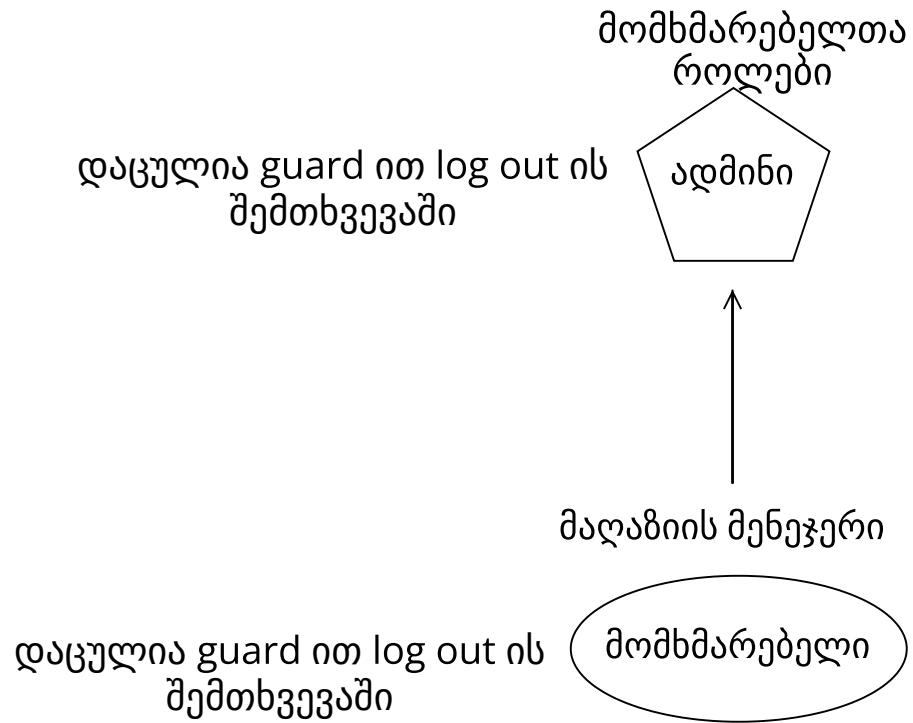 მომხმარებელთა
როლები
დაცულია guard ით log out ის
შემთხვევაში
ადმინი
მაღაზიის მენეჯერი
მომხმარებელი
დაცულია guard ით log out ის
შემთხვევაში